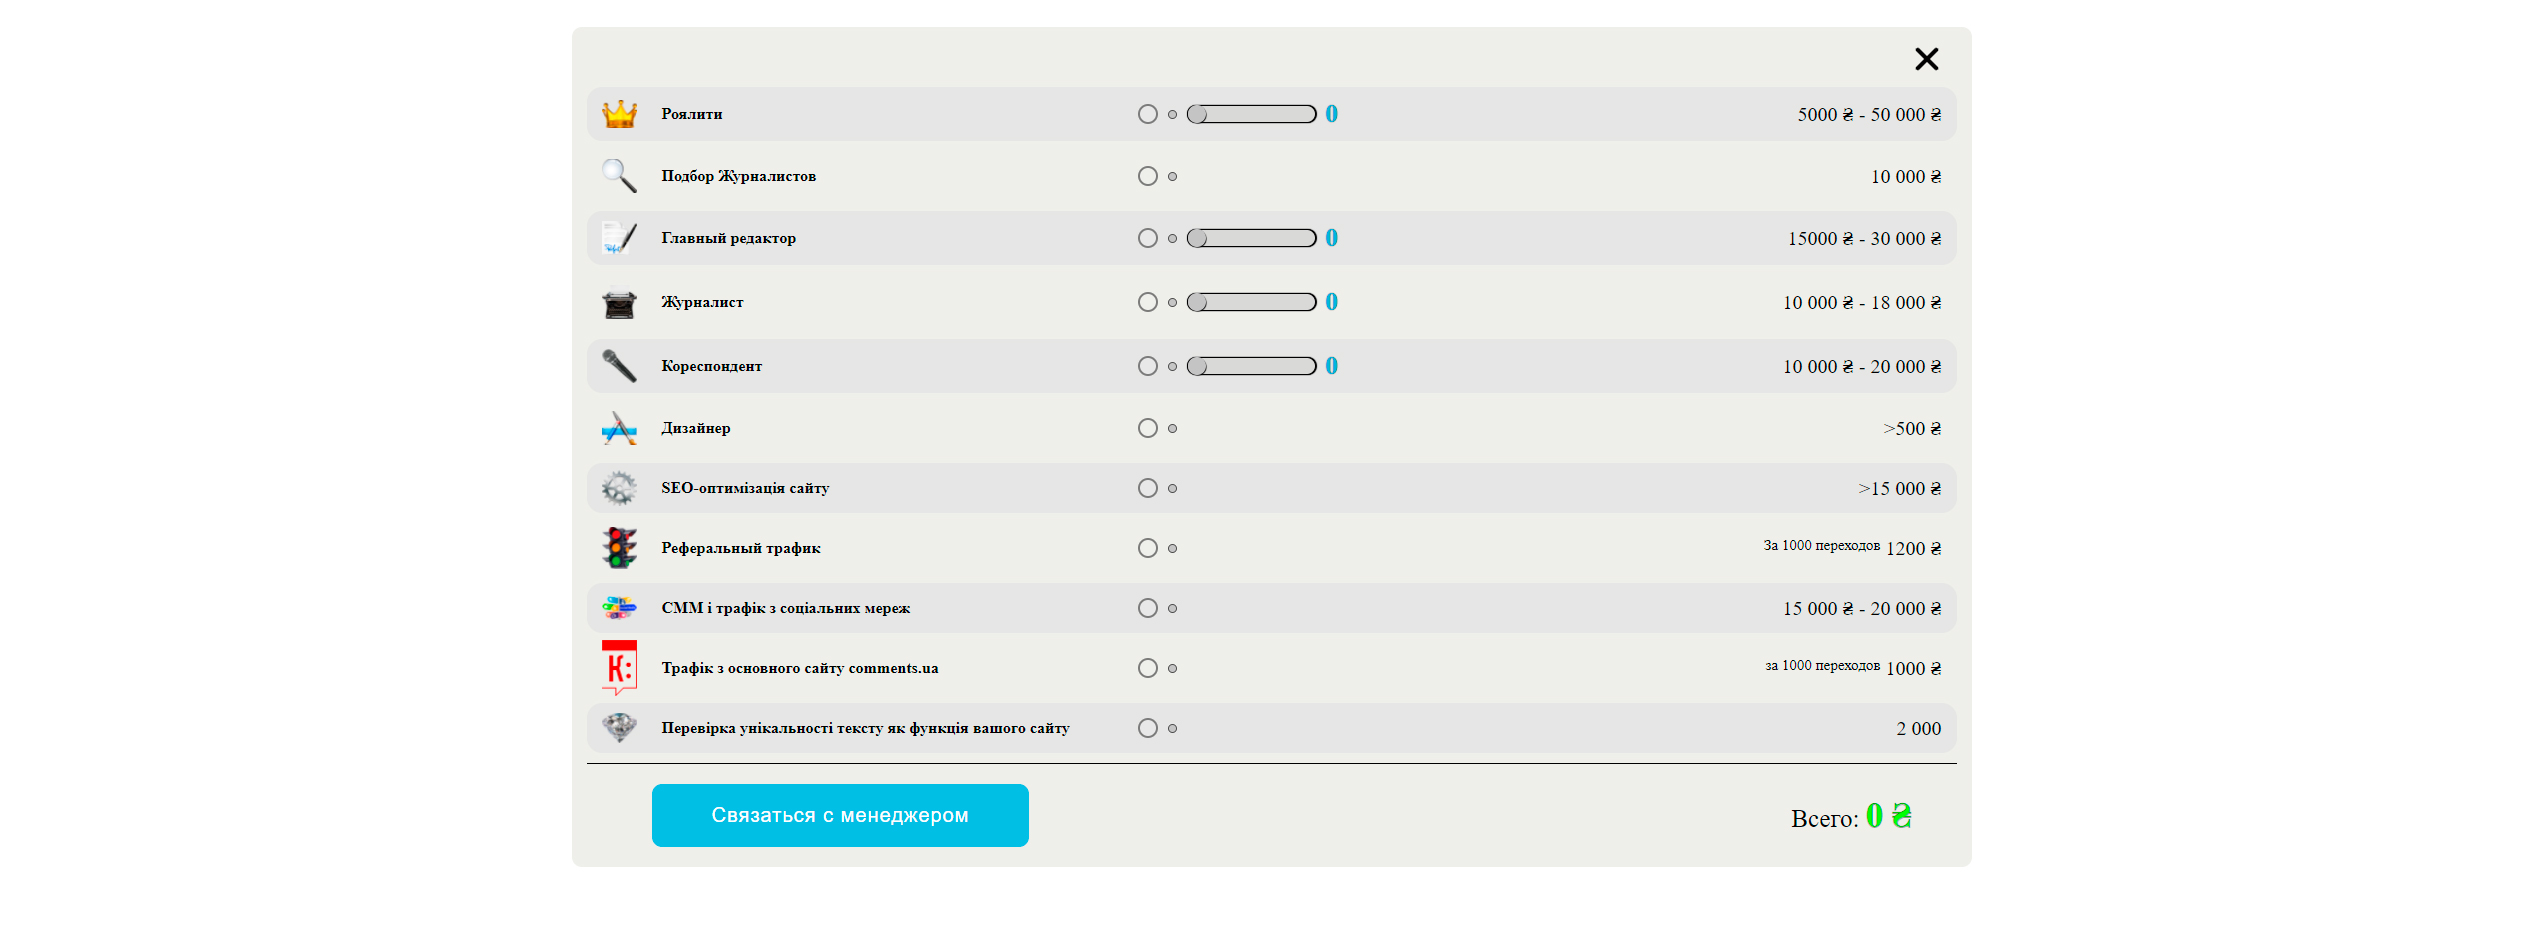 Роялити 0 5000 ₴ - 50 000 ₴
Подбор Журналистов 10 000 ₴
Главный редактор 0 15000 ₴ - 30 000 ₴
Журналист 0 10 000 ₴ - 18 000 ₴
Кореспондент 0 10 000 ₴ - 20 000 ₴
Дизайнер >500 ₴
SEO-оптимізація сайту >15 000 ₴
Реферальный трафик За 1000 переходов 1200 ₴
СММ і трафік з соціальних мереж 15 000 ₴ - 20 000 ₴
К:
Трафік з основного сайту comments.ua за 1000 переходов 1000 ₴
Перевірка унікальності тексту як функція вашого сайту 2 000
Связаться с менеджером Всего: 0 ₴